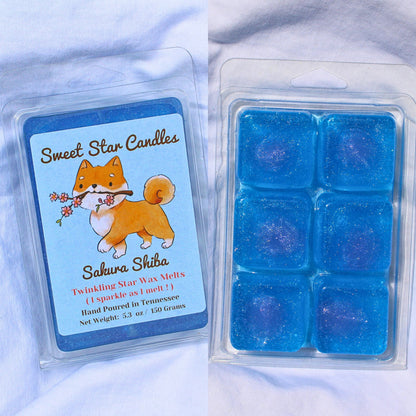 Sweet Star Candles
Sakura Shiba
Twinkling Star Wax Melts
( I sparkle as I melt ! )
Hand Poured in Tennessee
Net Weight: 5.3 oz / 150 Grams